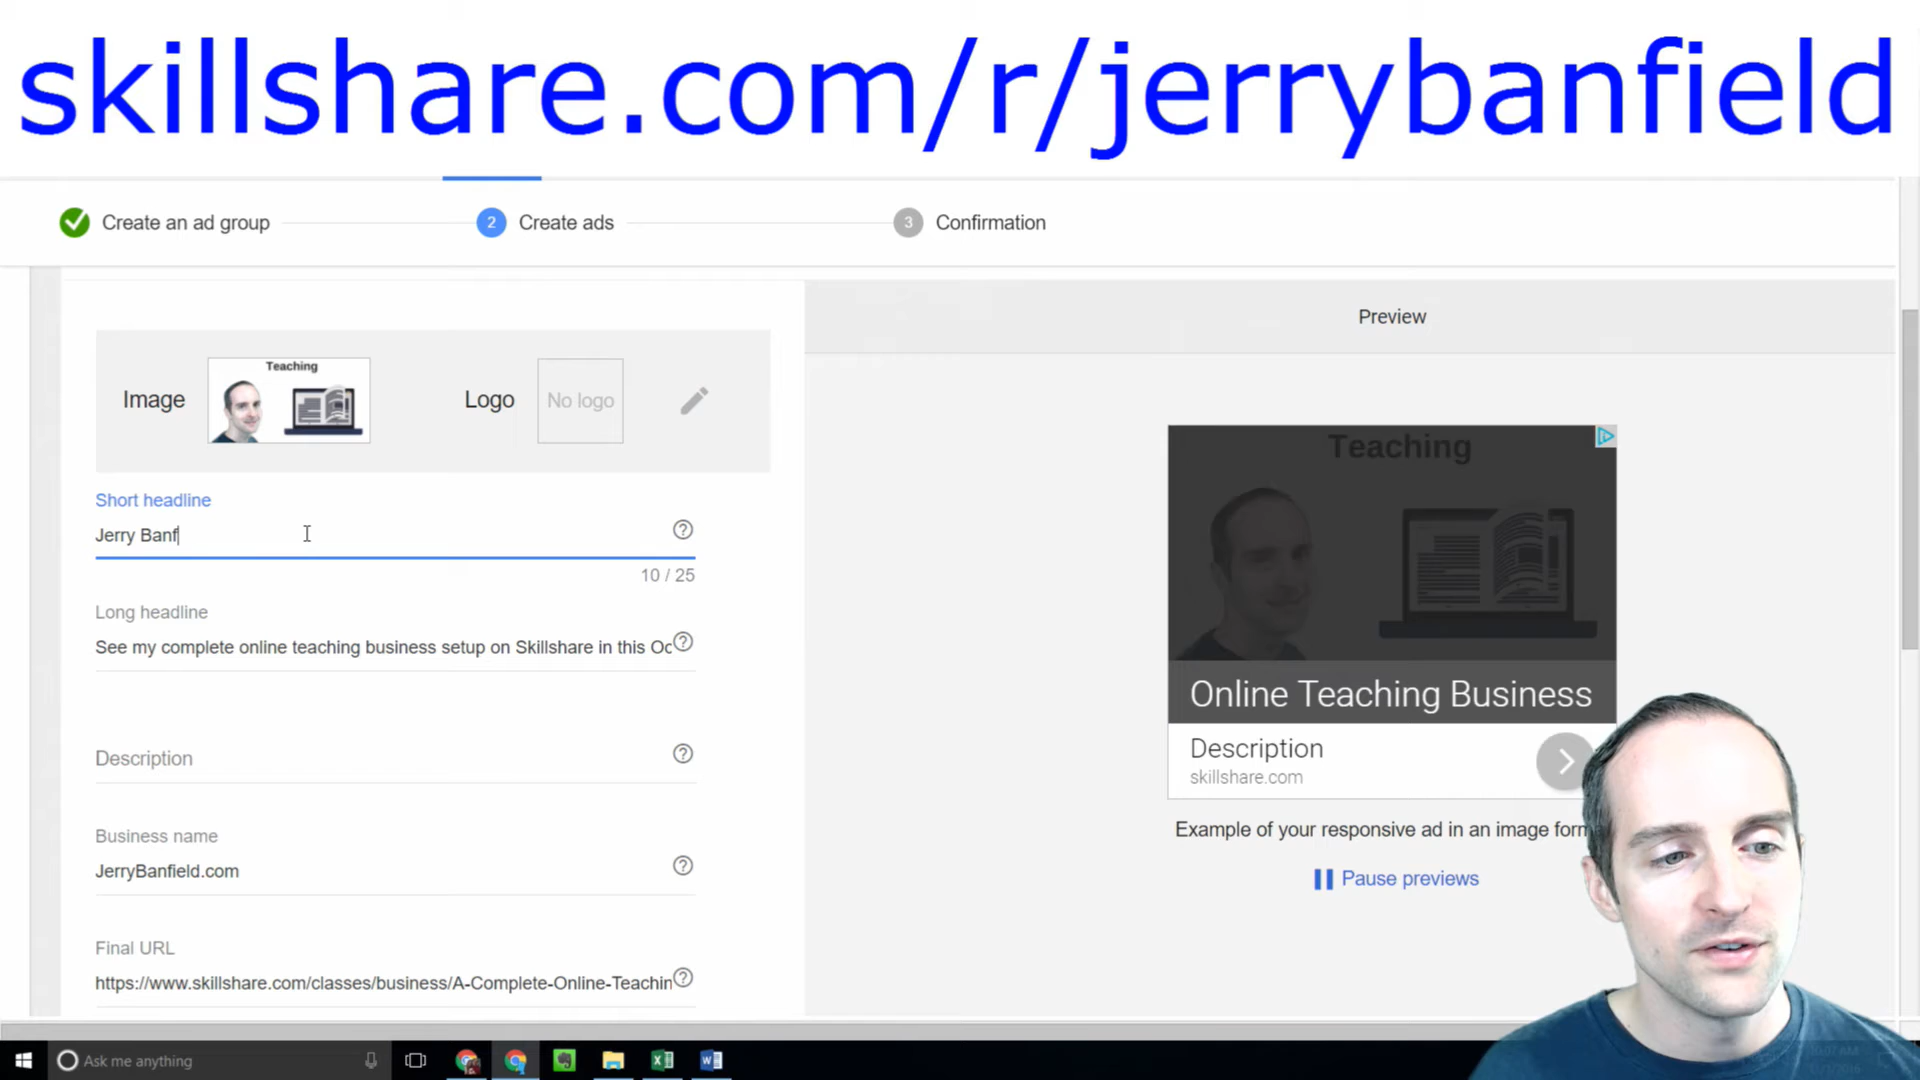 skillshare.com/r/jerrybanfield
Create an ad group
2 Create ads
3 Confirmation
Preview
Image
Teaching
Logo
No logo
Short headline
Jerry Banf
10 / 25
Long headline
See my complete online teaching business setup on Skillshare in this Oc
Description
Business name
JerryBanfield.com
Final URL
https://www.skillshare.com/classes/business/A-Complete-Online-Teachin
Teaching
Online Teaching Business
Description
skillshare.com
Example of your responsive ad in an image form
Pause previews
Ask me anything